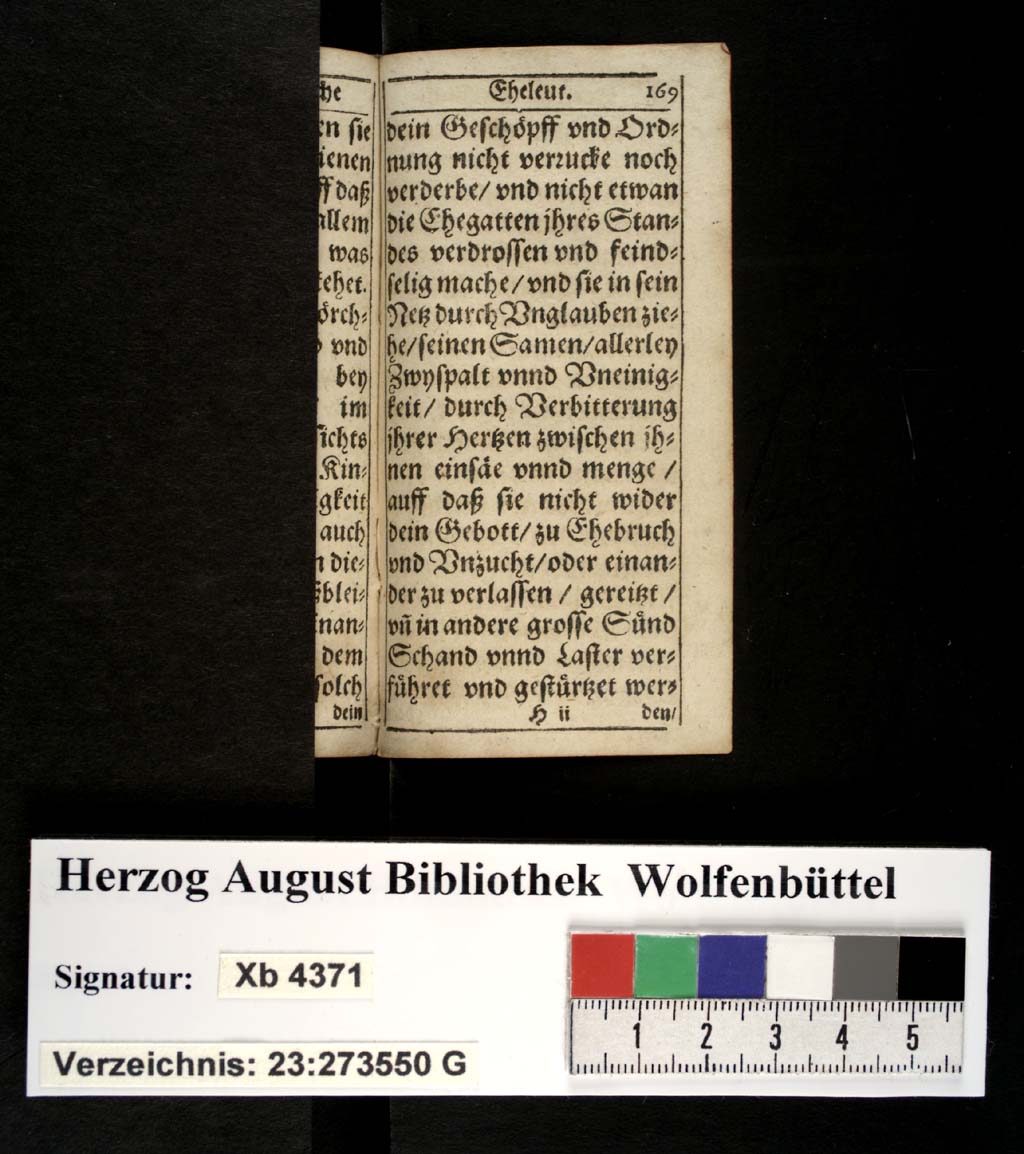 Eheleut. 169
dein Geschöpff vnd Ord⸗
nung nicht verrucke noch
verderbe/ vnd nicht etwan
die Ehegatten jhres Stan⸗
des verdrossen vnd feind⸗
selig mache/ vnd sie in sein
Netz durch Vnglauben zie⸗
he/ seinen Samen/ allerley
Zwyspalt vnnd Vneinig⸗
keit/ durch Verbitterung
jhrer Hertzen zwischen jh⸗
nen einsäe vnnd menge /
auff daß sie nicht wider
dein Gebott/ zu Ehebruch
vnd Vnzucht/ oder einan⸗
der zu verlassen / gereitzt /
vn̄ in andere grosse Sünd
Schand vnnd Laster ver⸗
führet vnd gestürtzet wer⸗
H ii den/
Herzog August Bibliothek Wolfenbüttel
Signatur: Xb 4371
Verzeichnis: 23:273550 G
1 2 3 4 5